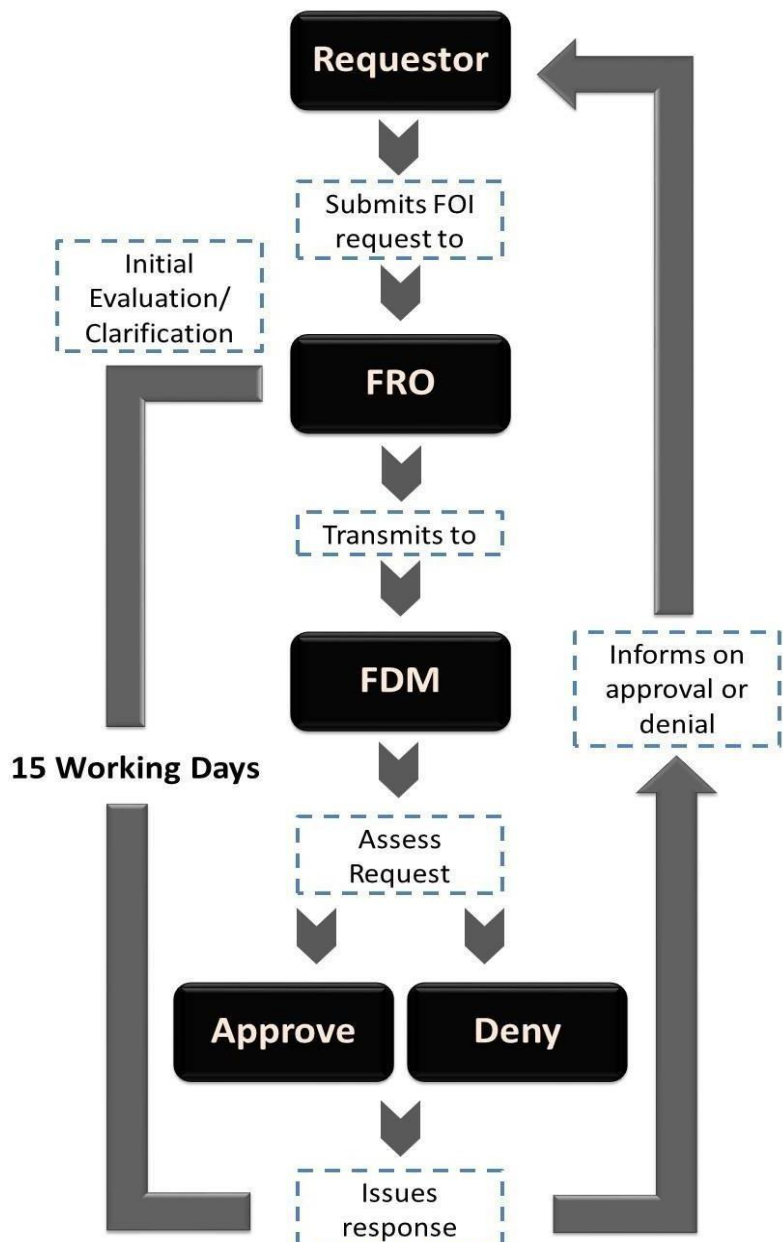 Requestor
Submits FOI
request to
Initial
Evaluation/
Clarification
FRO
Transmits to
FDM
Informs on
approval or
denial
15 Working Days
Assess
Request
Approve
Deny
Issues
response